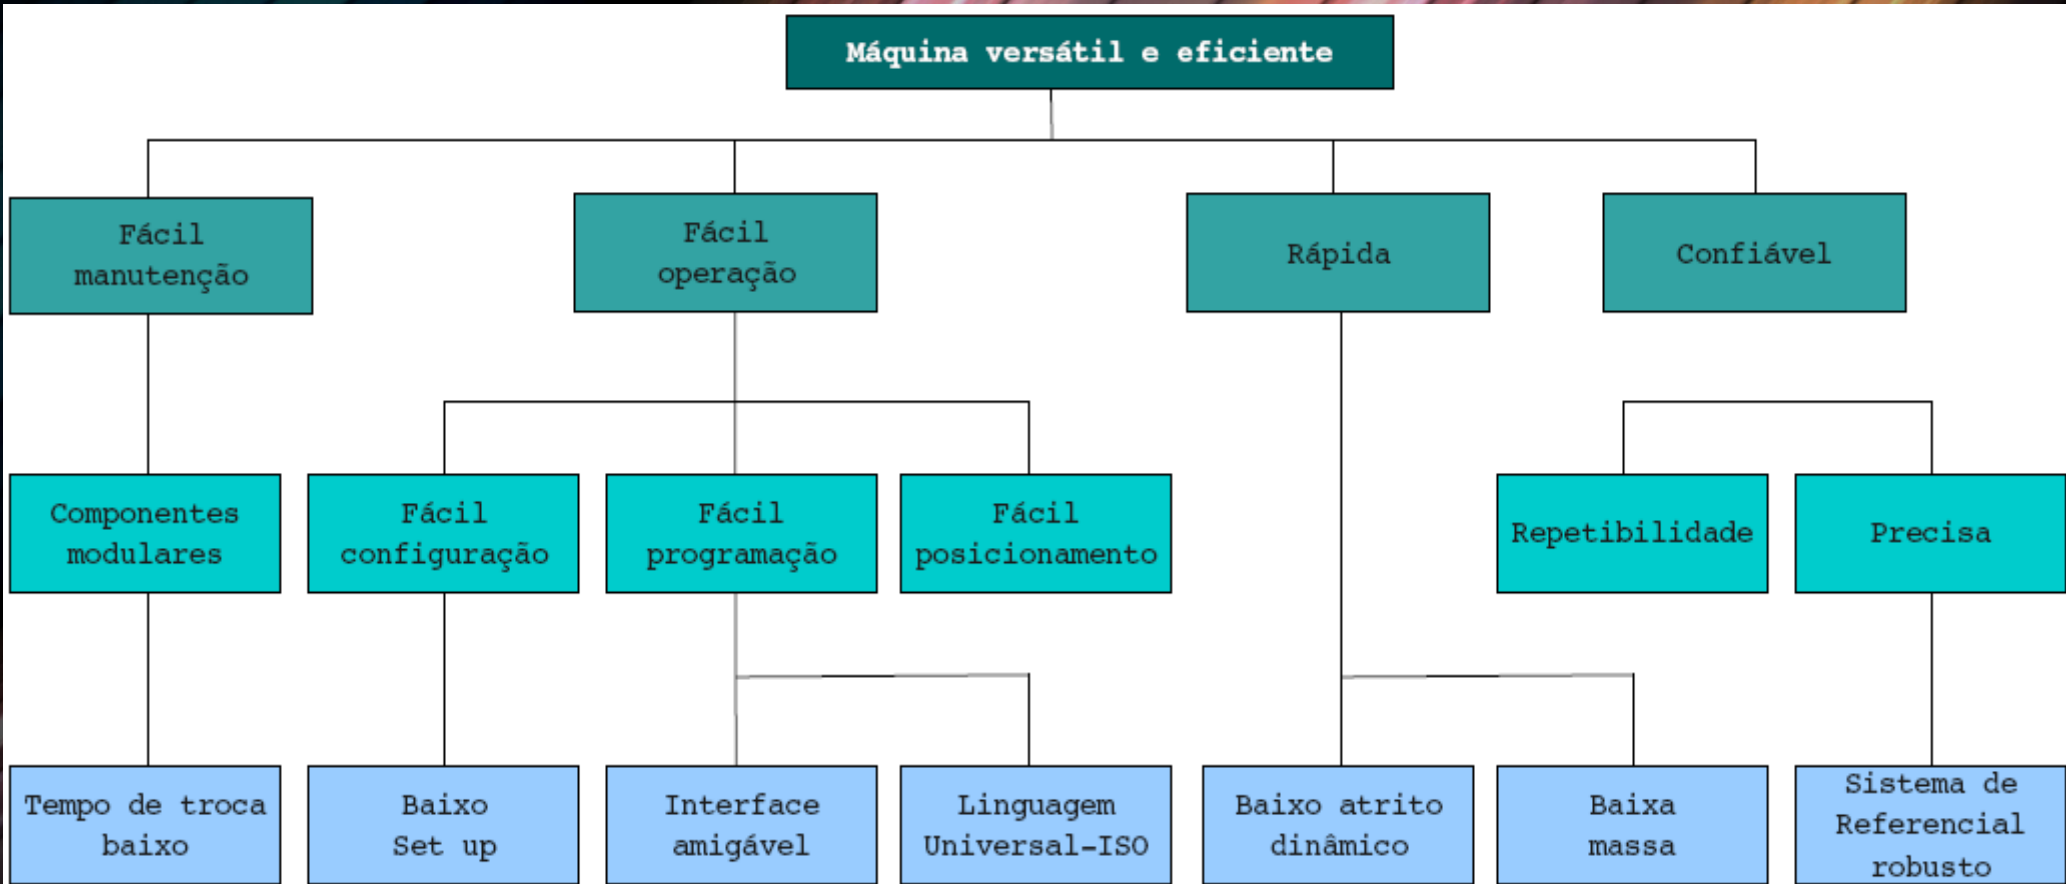 Máquina versátil e eficiente
Fácil
manutenção
Fácil
operação
Rápida
Confiável
Componentes
modulares
Fácil
configuração
Fácil
programação
Fácil
posicionamento
Repetibilidade
Precisa
Tempo de troca
baixo
Baixo
Set up
Interface
amigável
Linguagem
Universal-ISO
Baixo atrito
dinâmico
Baixa
massa
Sistema de
Referencial
robusto